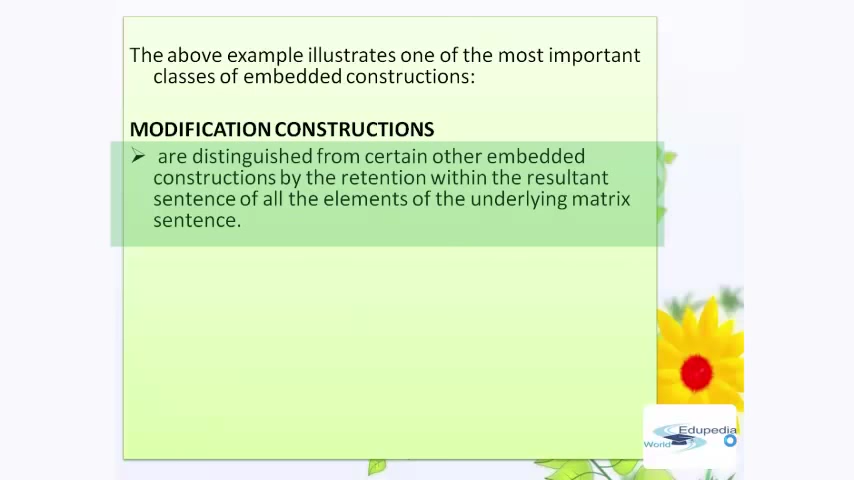 The above example illustrates one of the most important
classes of embedded constructions:
MODIFICATION CONSTRUCTIONS
➢ are distinguished from certain other embedded
constructions by the retention within the resultant
sentence of all the elements of the underlying matrix
sentence.
Edupedia
World